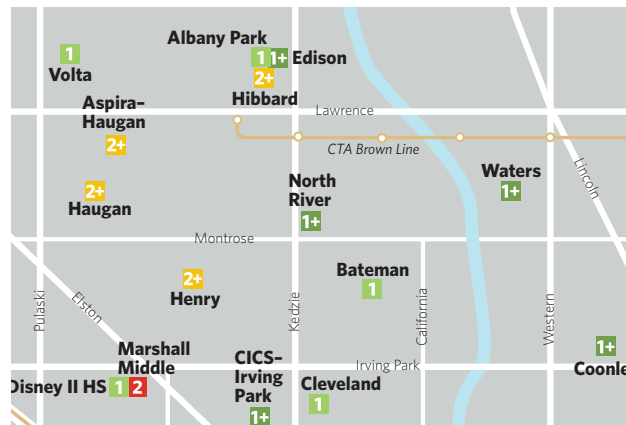 Albany Park
1
Volta
1
1+
Edison
2+
Hibbard
Aspira–
Haugan
2+
Lawrence
CTA Brown Line
2+
Haugan
North
River
1+
Waters
1+
Lincoln
Montrose
2+
Henry
Bateman
1
Pulaski
Elston
Kedzie
California
Western
Marshall
Middle
Disney II HS
1
2
CICS–
Irving
Park
1+
Irving Park
Cleveland
1
1+
Coonle